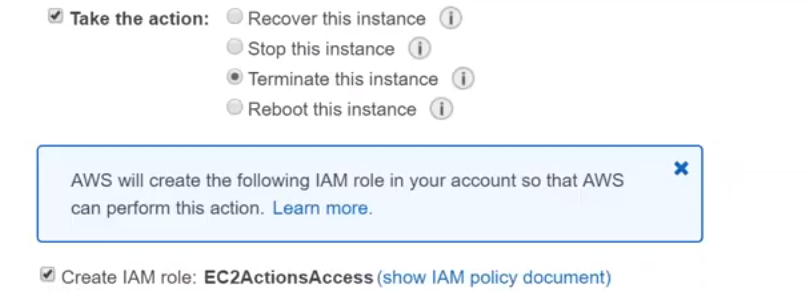 Take the action: Recover this instance i
Stop this instance i
Terminate this instance i
Reboot this instance i
AWS will create the following IAM role in your account so that AWS
can perform this action. Learn more.
Create IAM role: EC2ActionsAccess (show IAM policy document)